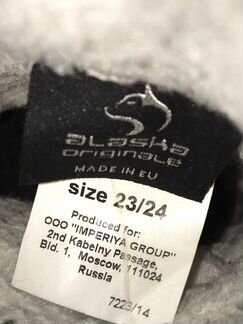 alaska
originale
MADE IN EU
size 23/24
Produced for:
OOO "IMPERIYA GROUP"
2nd Kabelny Passage,
Bld. 1, Moscow, 111024
Russia
7223/14